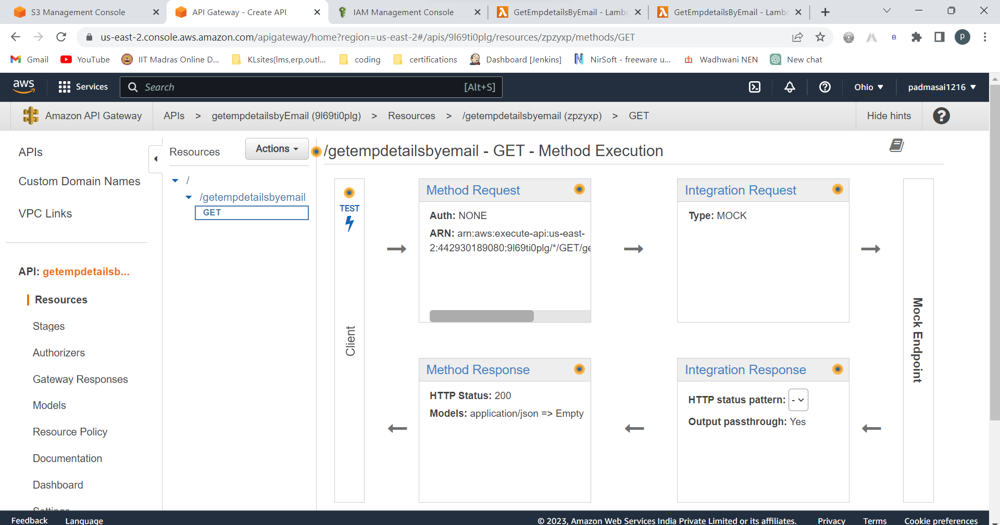 S3 Management Console
API Gateway - Create API
IAM Management Console
GetEmpdetailsByEmail - Lambd
GetEmpdetailsByEmail - Lambd
us-east-2.console.aws.amazon.com/apigateway/home?region=us-east-2#/apis/9l69ti0plg/resources/zpzyxp/methods/GET
B
p
Gmail
YouTube
IIT Madras Online D...
KLsites(lms,erp,outl...
coding
certifications
Dashboard [Jenkins]
NirSoft - freeware u...
Wadhwani NEN
New chat
aws
Services
Search
[Alt+S]
Ohio
padmasai1216
Amazon API Gateway
APIs > getempdetailsbyEmail (9l69ti0plg) > Resources > /getempdetailsbyemail (zpzyxp) > GET
Hide hints
APIs
Custom Domain Names
VPC Links
API: getempdetailsb...
Resources
Stages
Authorizers
Gateway Responses
Models
Resource Policy
Documentation
Dashboard
Settings
Resources
Actions
/
/getempdetailsbyemail
GET
/getempdetailsbyemail - GET - Method Execution
TEST
Client
Method Request
Auth: NONE
ARN: arn:aws:execute-api:us-east-
2:442930189080:9l69ti0plg/*/GET/ge
Integration Request
Type: MOCK
Mock Endpoint
Method Response
HTTP Status: 200
Models: application/json => Empty
Integration Response
HTTP status pattern: -
Output passthrough: Yes
Feedback
Language
© 2023, Amazon Web Services India Private Limited or its affiliates.
Privacy
Terms
Cookie preferences